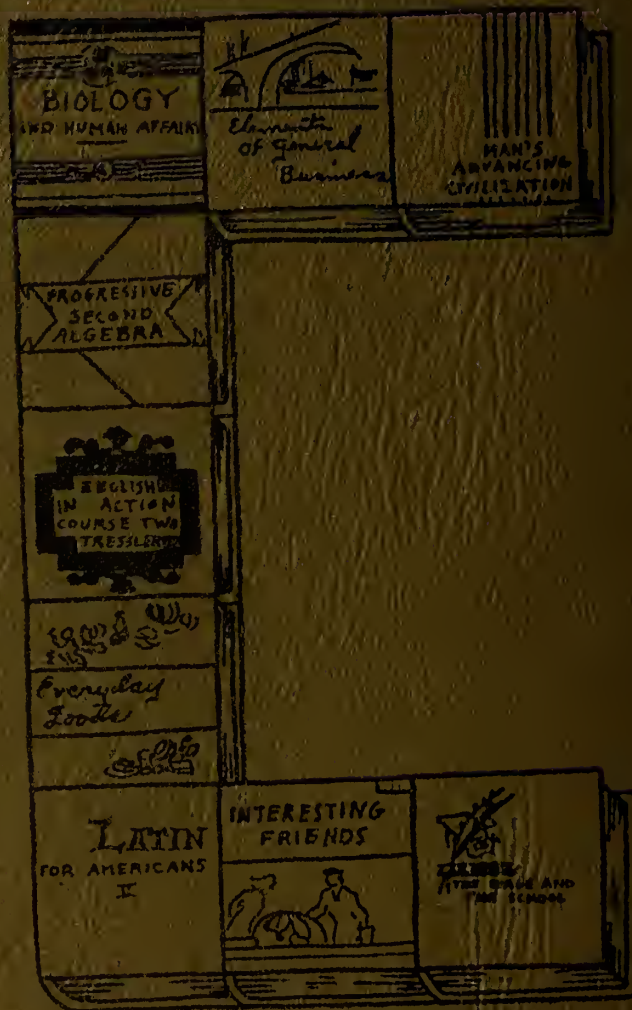 BIOLOGY
AND HUMAN AFFAIRS
Elements
of General
Business
MAN'S
ADVANCING
CIVILIZATION
PROGRESSIVE
SECOND
ALGEBRA
ENGLISH
IN ACTION
COURSE TWO
TRESSLER
Everyday
Foods
LATIN
FOR AMERICANS
II
INTERESTING
FRIENDS
THE STAGE AND
THE SCHOOL